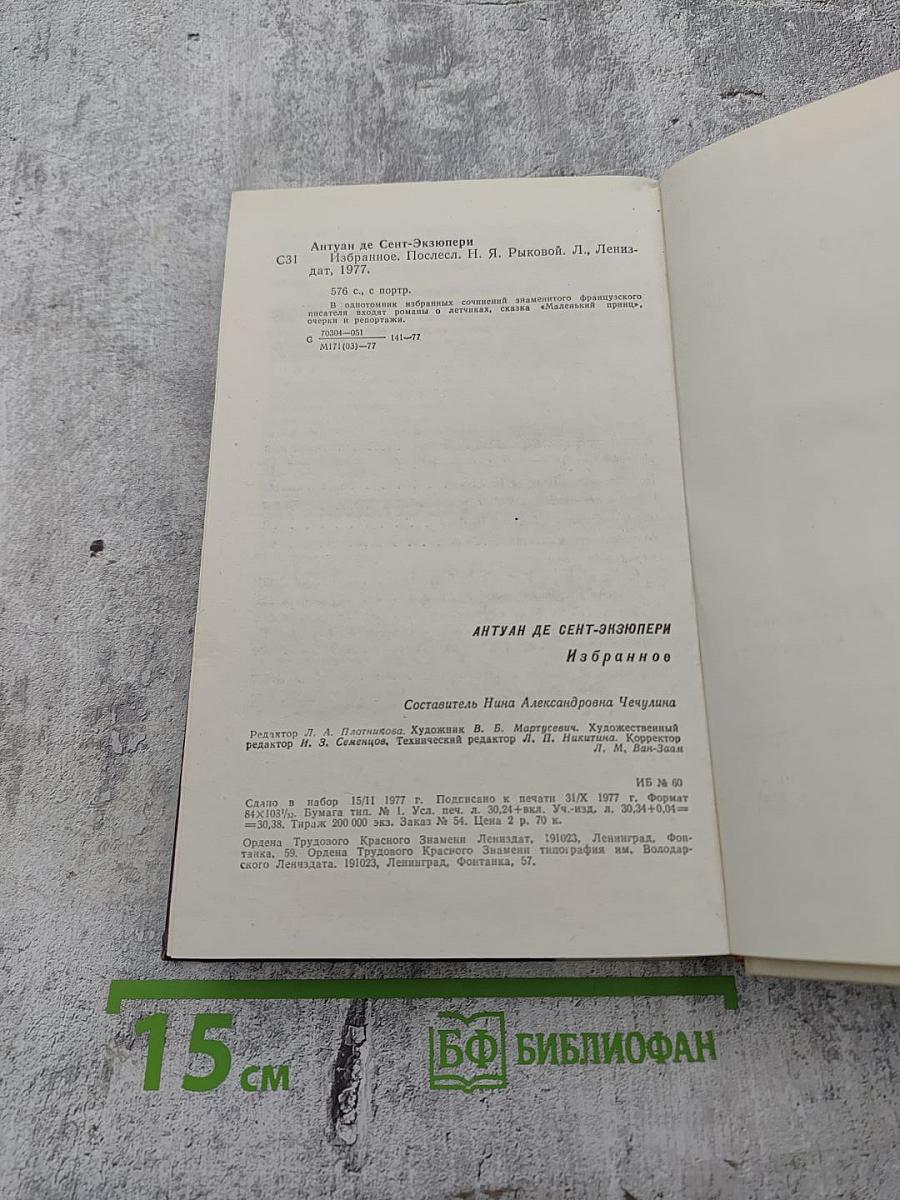 Антуан де Сент-Экзюпери
С31 Избранное. Послесл. Н. Я. Рыковой. Л., Лениз-
дат, 1977.
576 с., с портр.
В однотомник избранных сочинений знаменитого французского
писателя входят романы о летчиках, сказка «Маленький принц»,
очерки и репортажи.
С 70304—051
М171(03)—77 141—77
АНТУАН ДЕ СЕНТ-ЭКЗЮПЕРИ
Избранное
Составитель Нина Александровна Чечулина
Редактор Л. А. Плотникова. Художник В. Б. Мартусевич. Художественный
редактор И. З. Семенцов. Технический редактор Л. П. Никитина. Корректор
Л. М. Ван-Заам
ИБ № 60
Сдано в набор 15/II 1977 г. Подписано к печати 31/X 1977 г. Формат
84×103¹/₃₂. Бумага тип. № 1. Усл. печ. л. 30,24+вкл. Уч.-изд. л. 30,34+0,04=
=30,38. Тираж 200 000 экз. Заказ № 54. Цена 2 р. 70 к.
Ордена Трудового Красного Знамени Лениздат, 191023, Ленинград, Фон-
танка, 59. Ордена Трудового Красного Знамени типография им. Володар-
ского Лениздата. 191023, Ленинград, Фонтанка, 57.
15 см БФ БИБЛИОФАН